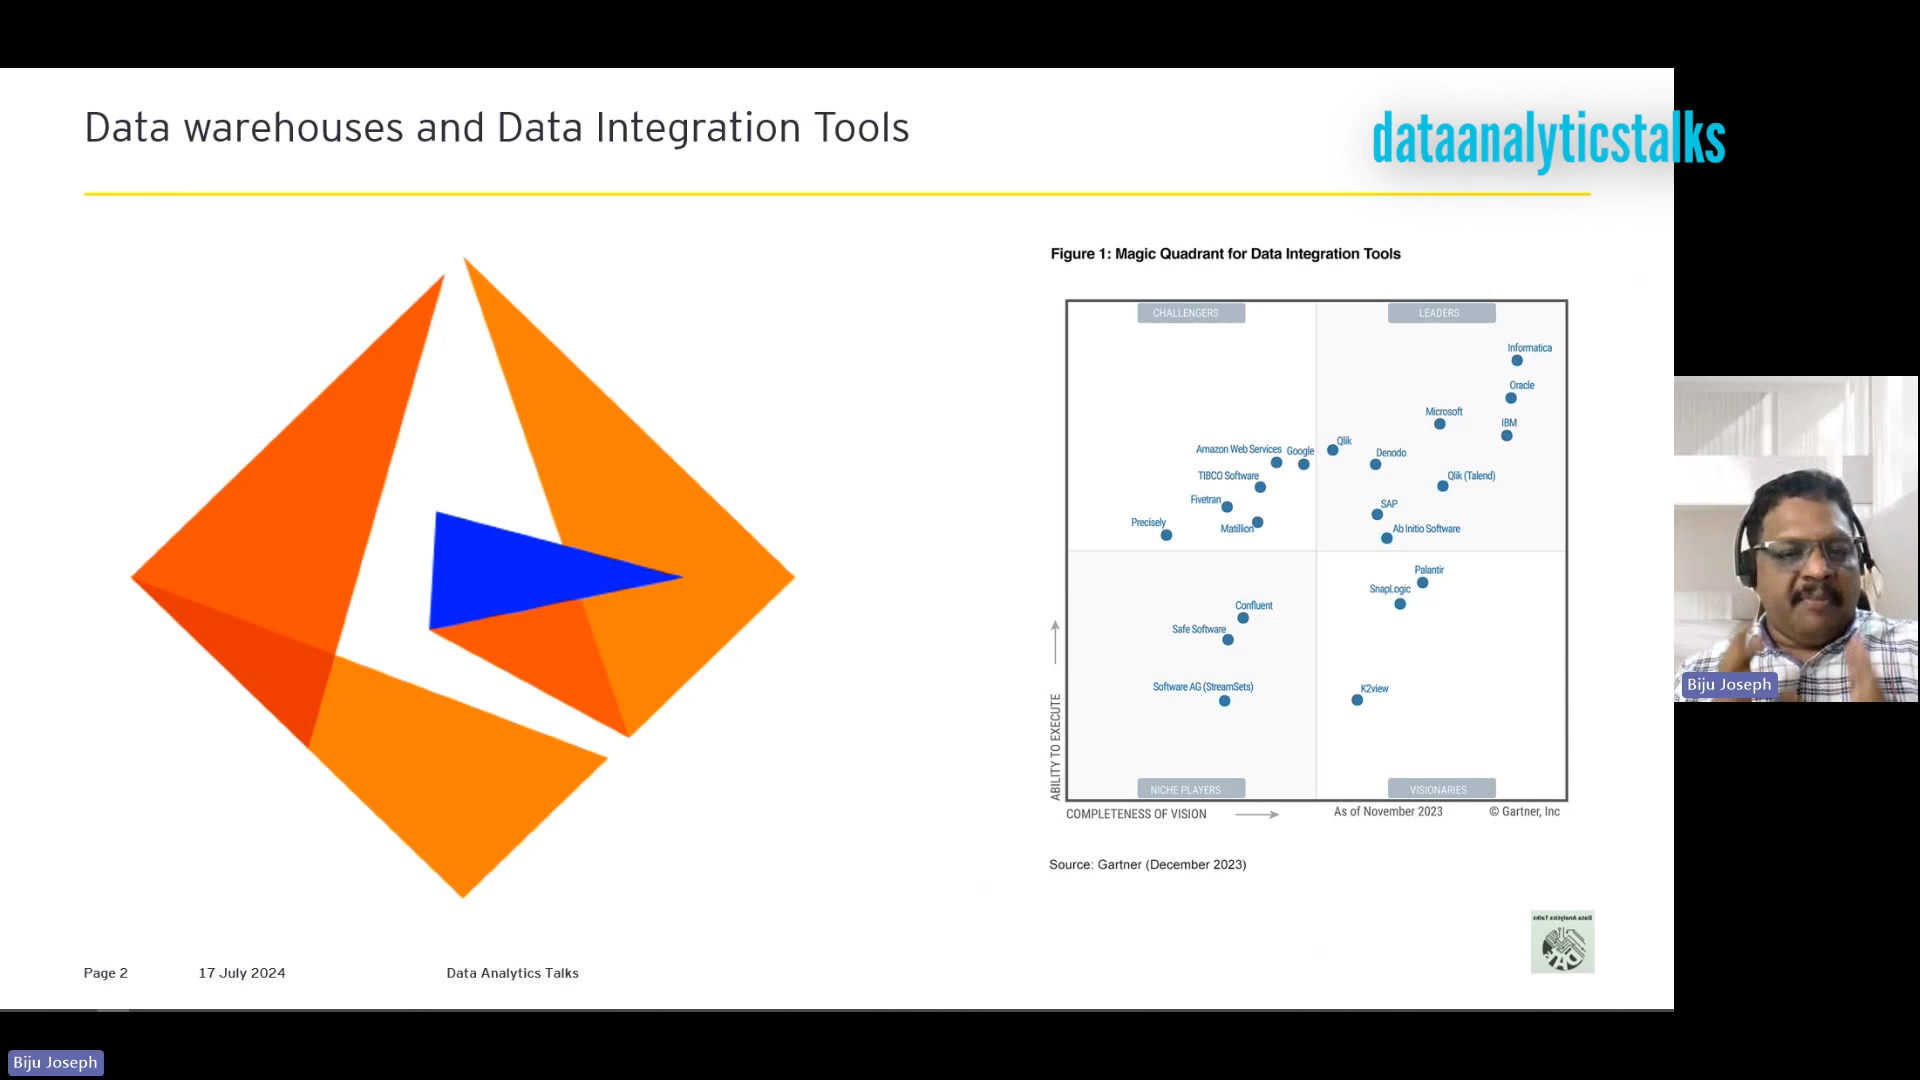 Data warehouses and Data Integration Tools
dataanalyticstalks
Figure 1: Magic Quadrant for Data Integration Tools
CHALLENGERS
LEADERS
Informatica
Oracle
Microsoft
IBM
Qlik
Amazon Web Services
Google
Denodo
TIBCO Software
Qlik (Talend)
Fivetran
SAP
Precisely
Matillion
Ab Initio Software
Palantir
SnapLogic
Confluent
Safe Software
Software AG (StreamSets)
K2view
ABILITY TO EXECUTE
NICHE PLAYERS
VISIONARIES
COMPLETENESS OF VISION
As of November 2023
© Gartner, Inc
Source: Gartner (December 2023)
Data Analytics Talks
DAT
Page 2
17 July 2024
Data Analytics Talks
Biju Joseph
Biju Joseph